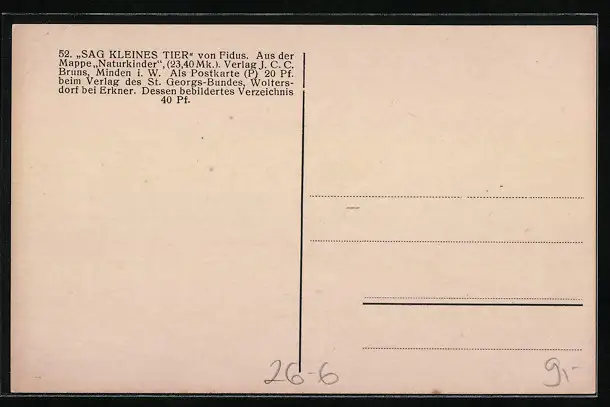 52. „SAG KLEINES TIER“ von Fidus. Aus der
Mappe „Naturkinder“, (23,40 Mk.). Verlag J. C. C.
Bruns, Minden i. W. Als Postkarte (P) 20 Pf.
beim Verlag des St. Georgs-Bundes, Wolters-
dorf bei Erkner. Dessen bebildertes Verzeichnis
40 Pf.
26-6
9,-